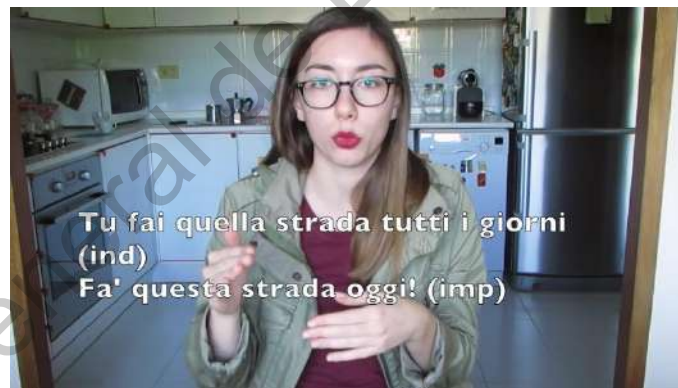 Tu fai quella strada tutti i giorni
(ind)
Fa' questa strada oggi! (imp)